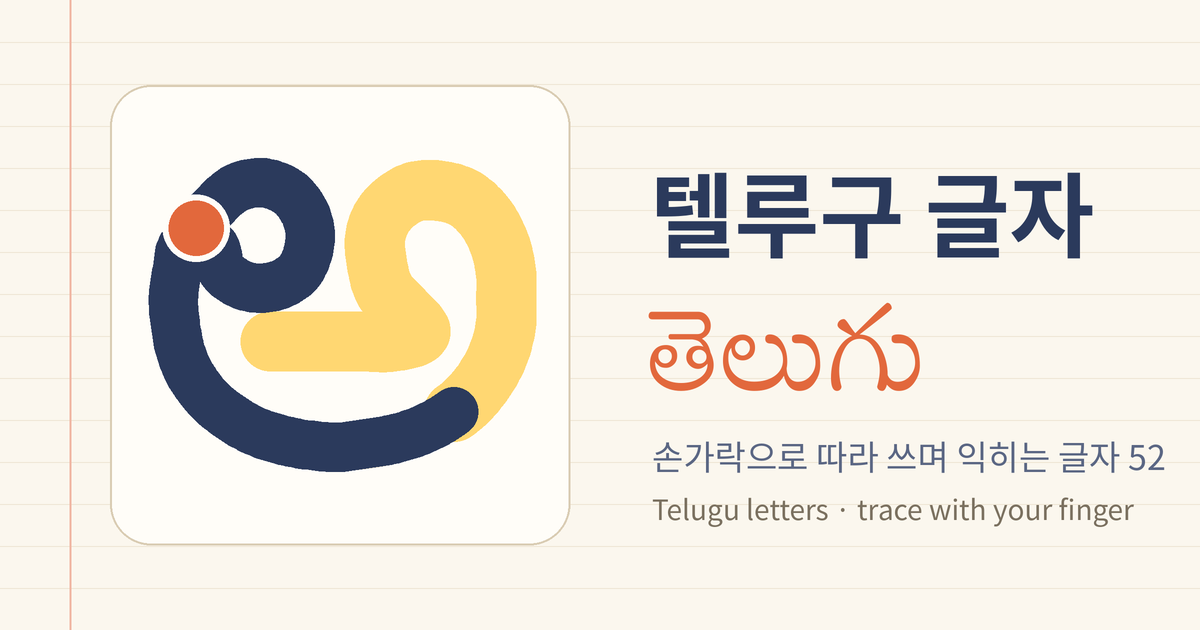 అ
텔루구 글자
తెలుగు
손가락으로 따라 쓰며 익히는 글자 52
Telugu letters · trace with your finger